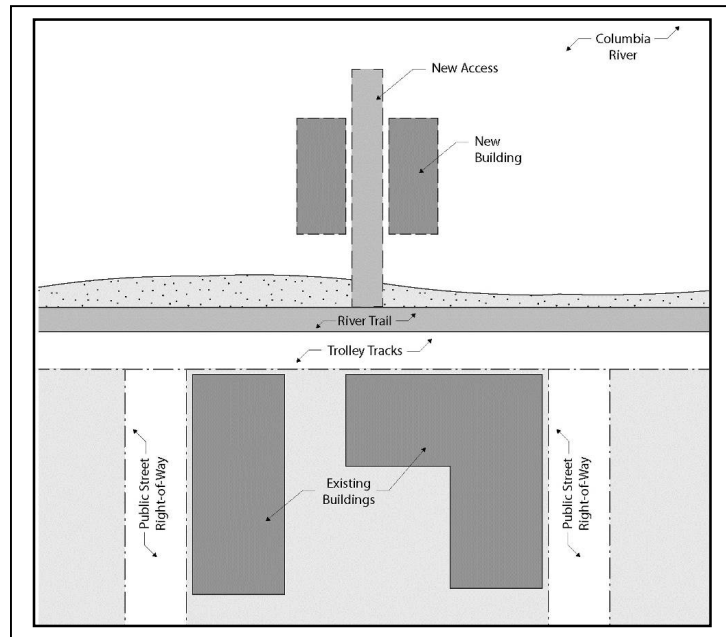 Columbia
River
New Access
New
Building
River Trail
Trolley Tracks
Public Street
Right-of-Way
Existing
Buildings
Public Street
Right-of-Way